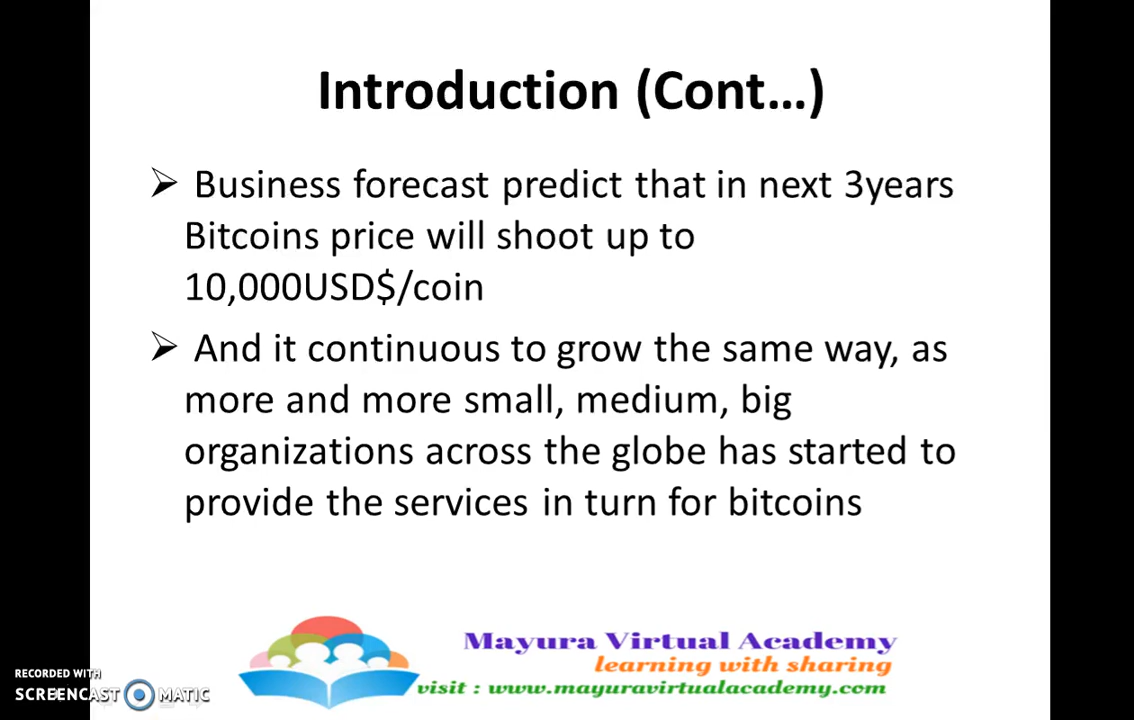 Introduction (Cont…)
➢ Business forecast predict that in next 3years
Bitcoins price will shoot up to
10,000USD$/coin
➢ And it continuous to grow the same way, as
more and more small, medium, big
organizations across the globe has started to
provide the services in turn for bitcoins
Mayura Virtual Academy
learning with sharing
visit : www.mayuravirtualacademy.com
RECORDED WITH
SCREENCAST MATIC